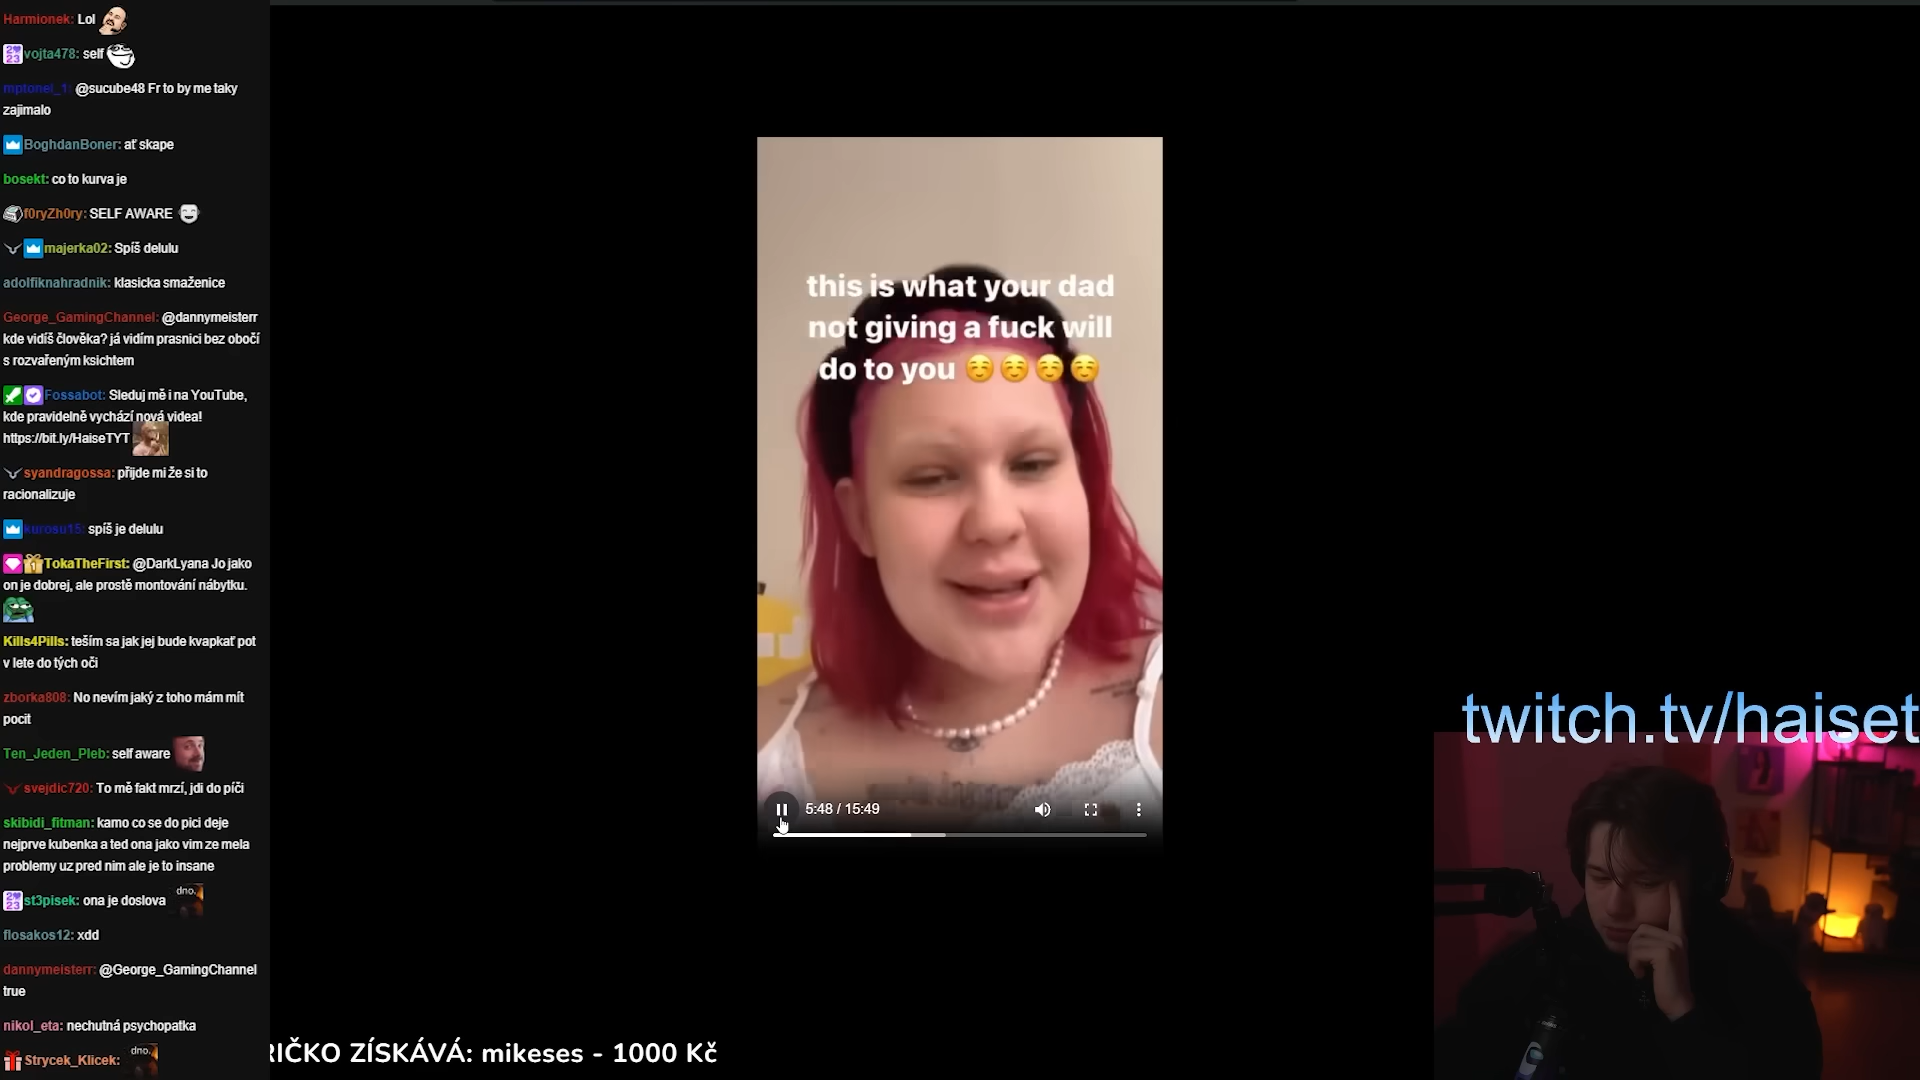 Harmionek: Lol
vojta478: self
mptonei_1: @sucube48 Fr to by me taky
zajimalo
BoghdanBoner: ať skape
bosekt: co to kurva je
f0ryZh0ry: SELF AWARE
majerka02: Spíš delulu
adolfiknahradnik: klasicka smaženice
George_GamingChannel: @dannymeisterr
kde vidíš člověka? já vidím prasnici bez obočí
s rozvařeným ksichtem
Fossabot: Sleduj mě i na YouTube,
kde pravidelně vychází nová videa!
https://bit.ly/HaiseTYT
syandragossa: přijde mi že si to
racionalizuje
kurosu15: spíš je delulu
TokaTheFirst: @DarkLyana Jo jako
on je dobrej, ale prostě montování nábytku.
Kills4Pills: teším sa jak jej bude kvapkať pot
v lete do tých oči
zborka808: No nevím jaký z toho mám mít
pocit
Ten_Jeden_Pleb: self aware
svejdic720: To mě fakt mrzí, jdi do píči
skibidi_fitman: kamo co se do pici deje
nejprve kubenka a ted ona jako vim ze mela
problemy uz pred nim ale je to insane
st3pisek: ona je doslova dno.
flosakos12: xdd
dannymeisterr: @George_GamingChannel
true
nikol_eta: nechutná psychopatka
Strycek_Klicek: dno.
this is what your dad
not giving a fuck will
do to you ☺️☺️☺️☺️
5:48 / 15:49
twitch.tv/haiset
RIČKO ZÍSKÁVÁ: mikeses - 1000 Kč